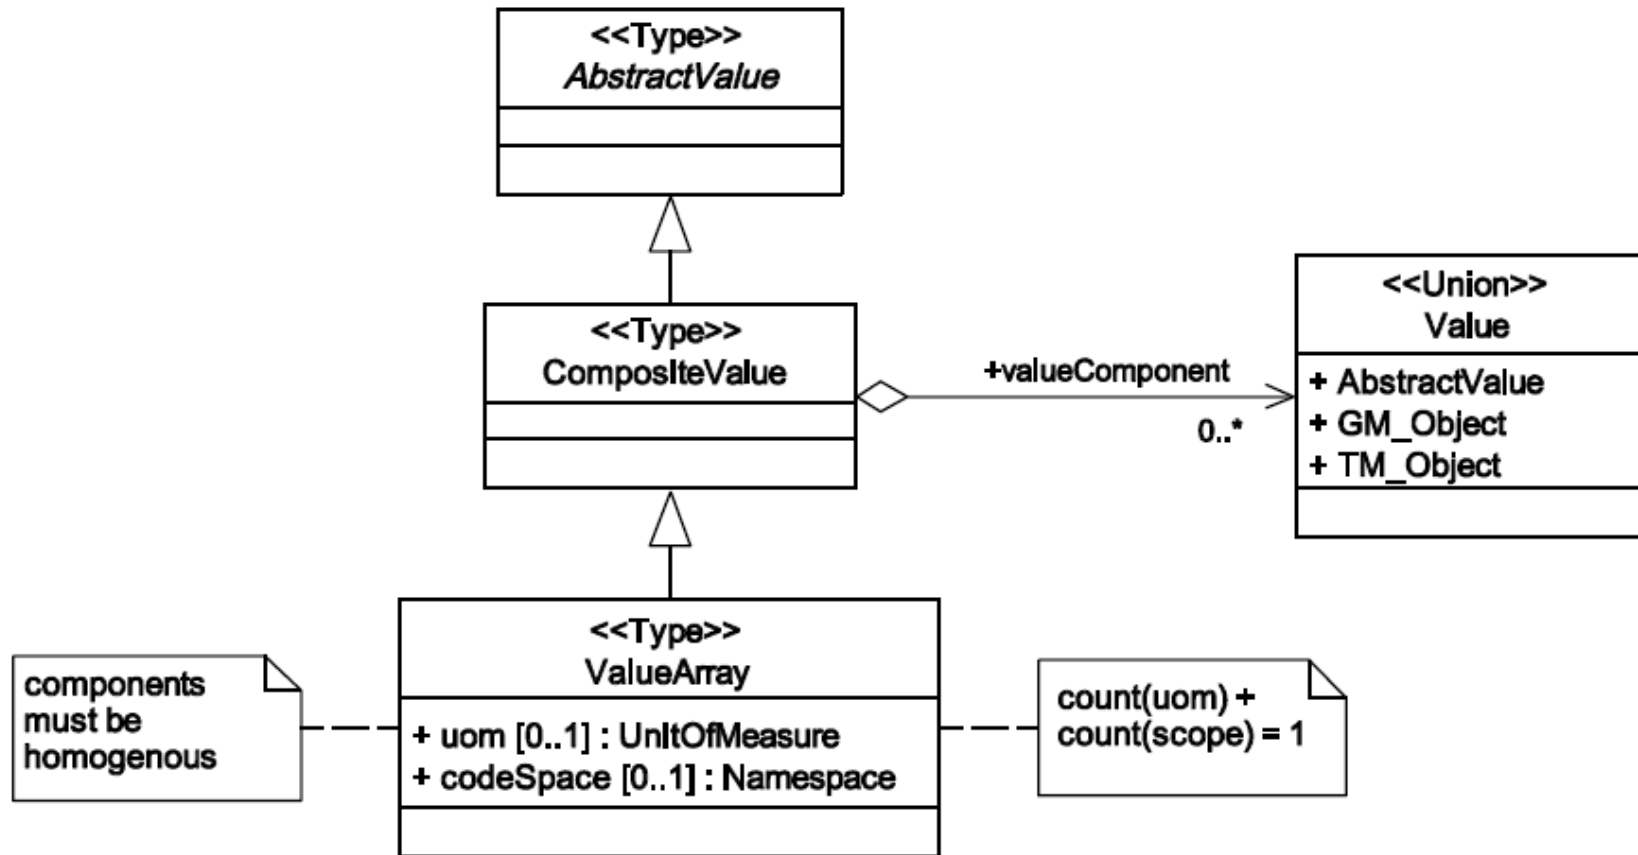 <<Type>>
AbstractValue
<<Type>>
CompositeValue
+valueComponent
0..*
<<Union>>
Value
+ AbstractValue
+ GM_Object
+ TM_Object
<<Type>>
ValueArray
+ uom [0..1] : UnitOfMeasure
+ codeSpace [0..1] : Namespace
components
must be
homogenous
count(uom) +
count(scope) = 1